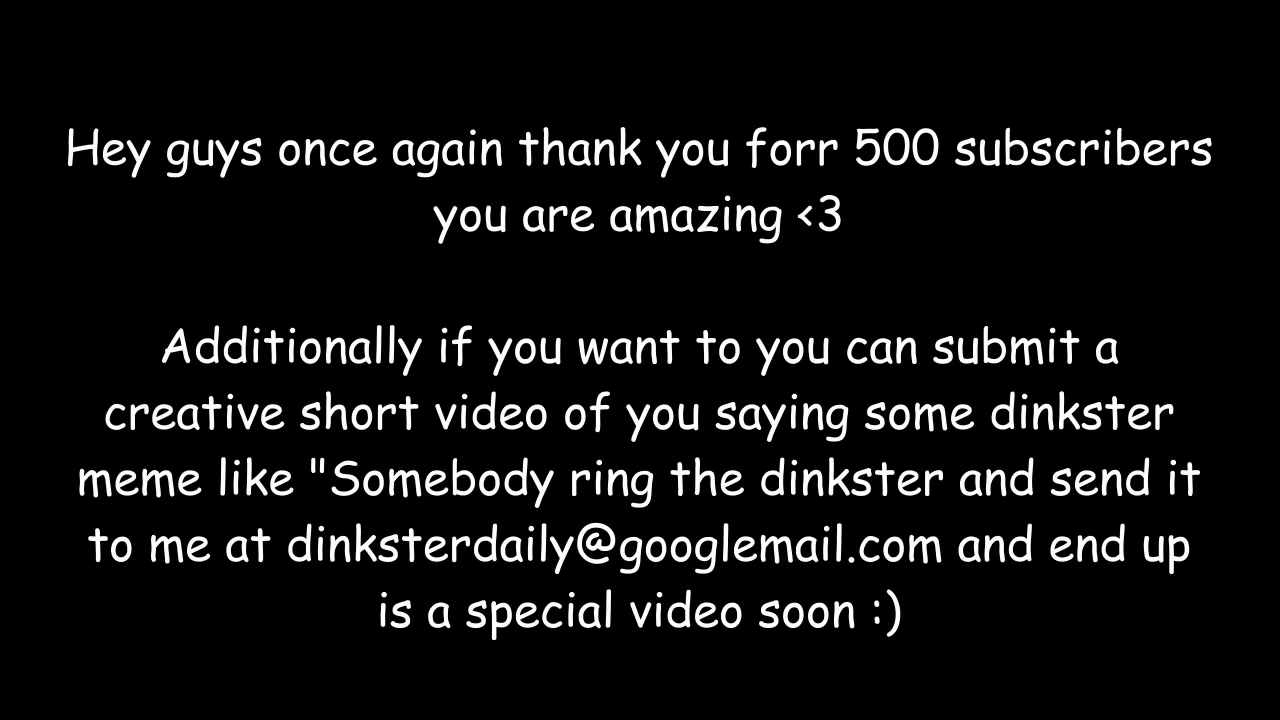 Hey guys once again thank you forr 500 subscribers
you are amazing <3
Additionally if you want to you can submit a
creative short video of you saying some dinkster
meme like "Somebody ring the dinkster and send it
to me at dinksterdaily@googlemail.com and end up
is a special video soon :)